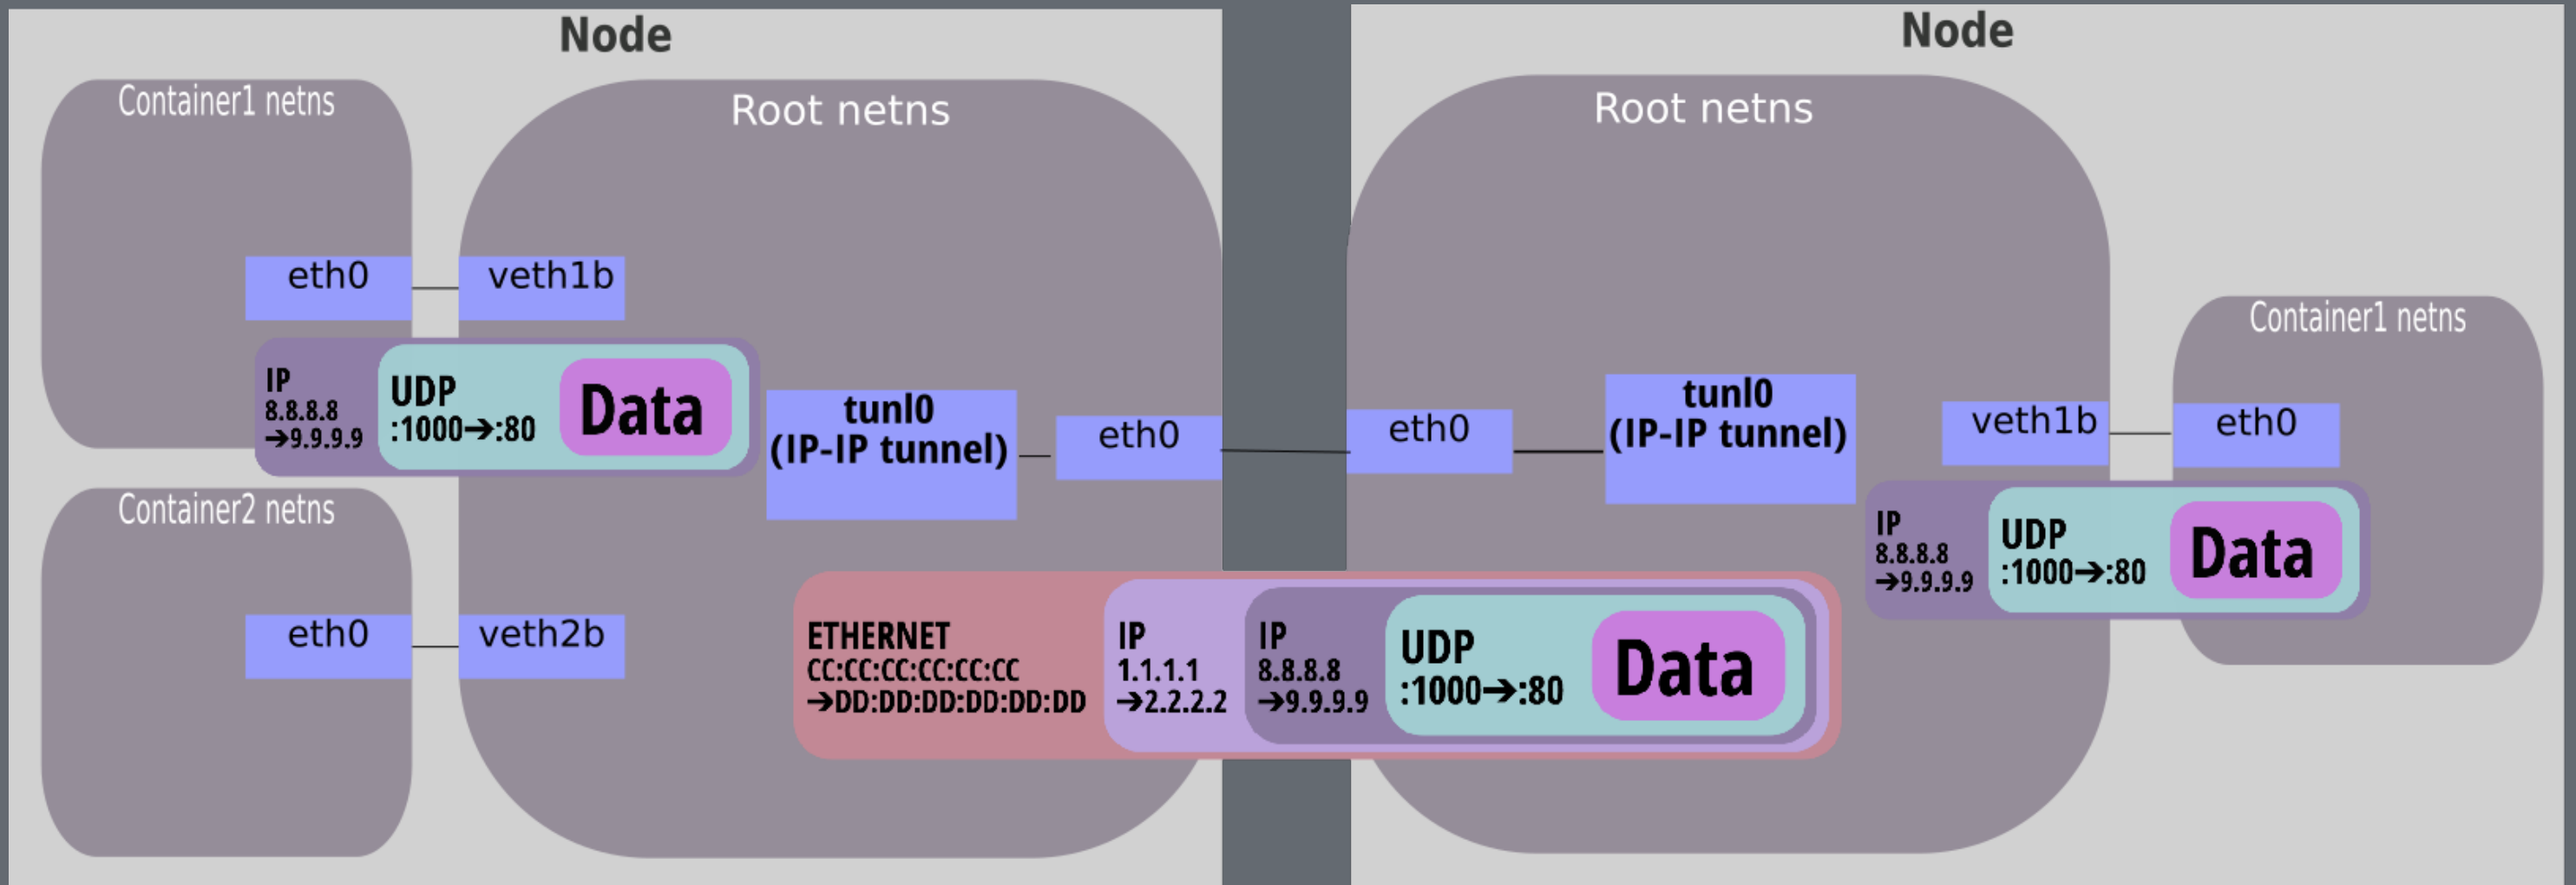 Node
Container1 netns
Root netns
eth0
veth1b
IP
8.8.8.8
➔9.9.9.9
UDP
:1000➔:80
Data
tunl0
(IP-IP tunnel)
eth0
Container2 netns
eth0
veth2b
ETHERNET
CC:CC:CC:CC:CC:CC
➔DD:DD:DD:DD:DD:DD
IP
1.1.1.1
➔2.2.2.2
IP
8.8.8.8
➔9.9.9.9
UDP
:1000➔:80
Data
Node
Root netns
Container1 netns
eth0
tunl0
(IP-IP tunnel)
veth1b
eth0
IP
8.8.8.8
➔9.9.9.9
UDP
:1000➔:80
Data